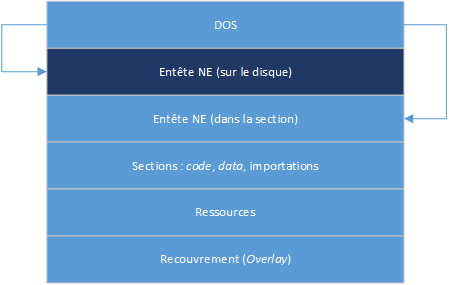 DOS
Entête NE (sur le disque)
Entête NE (dans la section)
Sections : code, data, importations
Ressources
Recouvrement (Overlay)